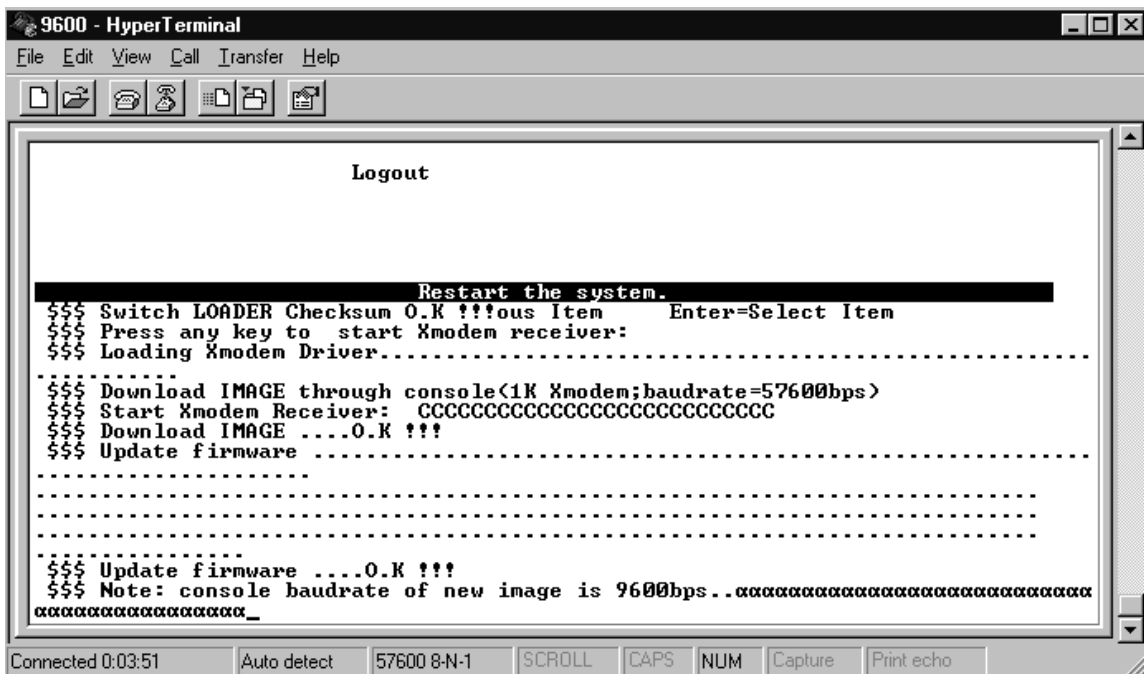 9600 - HyperTerminal
File Edit View Call Transfer Help
Logout
Restart the system.
$$$ Switch LOADER Checksum O.K !!!ous Item Enter=Select Item
$$$ Press any key to start Xmodem receiver:
$$$ Loading Xmodem Driver......................................................
...........
$$$ Download IMAGE through console(1K Xmodem;baudrate=57600bps)
$$$ Start Xmodem Receiver: CCCCCCCCCCCCCCCCCCCCCCCCCCC
$$$ Download IMAGE ....O.K !!!
$$$ Update firmware ...........................................................
.....................
............................................................................
............................................................................
............................................................................
................
$$$ Update firmware ....O.K !!!
$$$ Note: console baudrate of new image is 9600bps..ααααααααααααααααααααααααααα
αααααααααααααααα_
Connected 0:03:51 Auto detect 57600 8-N-1 SCROLL CAPS NUM Capture Print echo